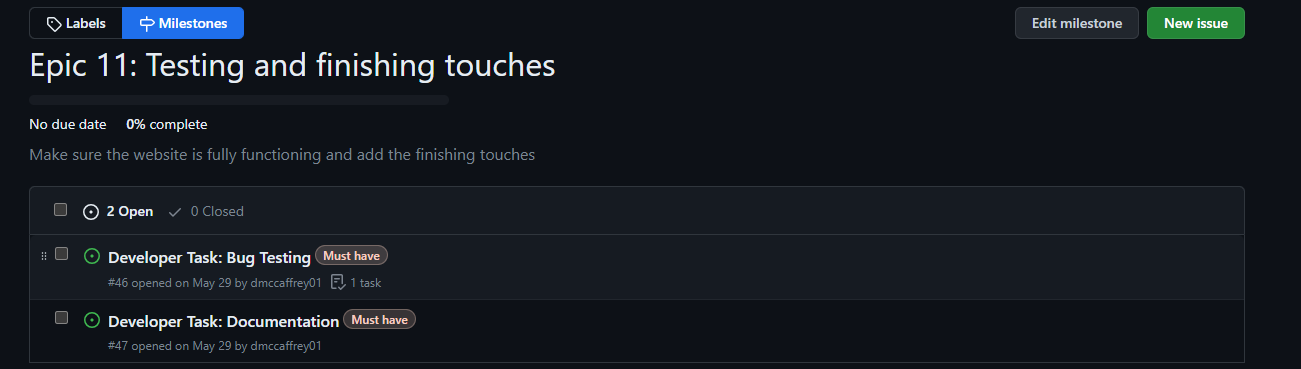 Labels Milestones Edit milestone New issue
Epic 11: Testing and finishing touches
No due date 0% complete
Make sure the website is fully functioning and add the finishing touches
2 Open 0 Closed
Developer Task: Bug Testing Must have
#46 opened on May 29 by dmccaffrey01 1 task
Developer Task: Documentation Must have
#47 opened on May 29 by dmccaffrey01